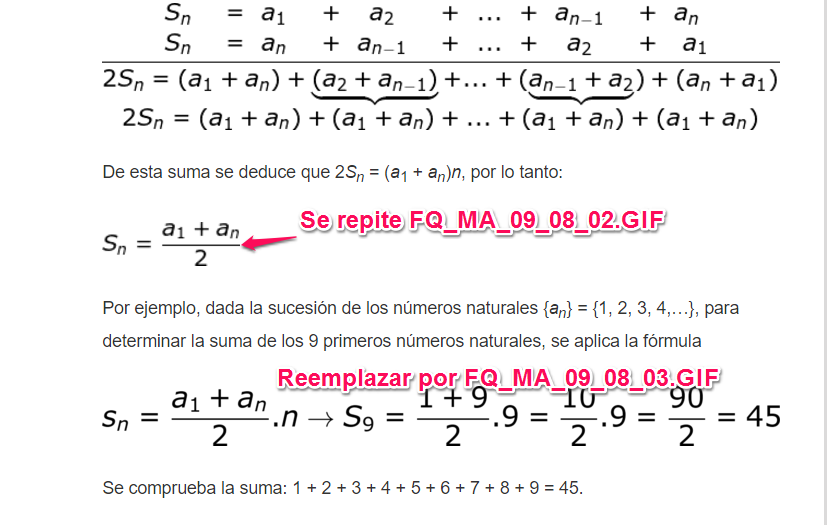 Sn = a1 + a2 + ... + an−1 + an
Sn = an + an−1 + ... + a2 + a1
2Sn = (a1 + an) + (a2 + an−1) +... + (an−1 + a2) + (an + a1)
2Sn = (a1 + an) + (a1 + an) + ... + (a1 + an) + (a1 + an)
De esta suma se deduce que 2Sn = (a1 + an)n, por lo tanto:
Se repite FQ_MA_09_08_02.GIF
Sn = (a1 + an)/2
Por ejemplo, dada la sucesión de los números naturales {an} = {1, 2, 3, 4,…}, para
determinar la suma de los 9 primeros números naturales, se aplica la fórmula
Reemplazar por FQ_MA_09_08_03.GIF
sn = (a1 + an)/2 .n → S9 = (1 + 9)/2 .9 = 10/2 .9 = 90/2 = 45
Se comprueba la suma: 1 + 2 + 3 + 4 + 5 + 6 + 7 + 8 + 9 = 45.